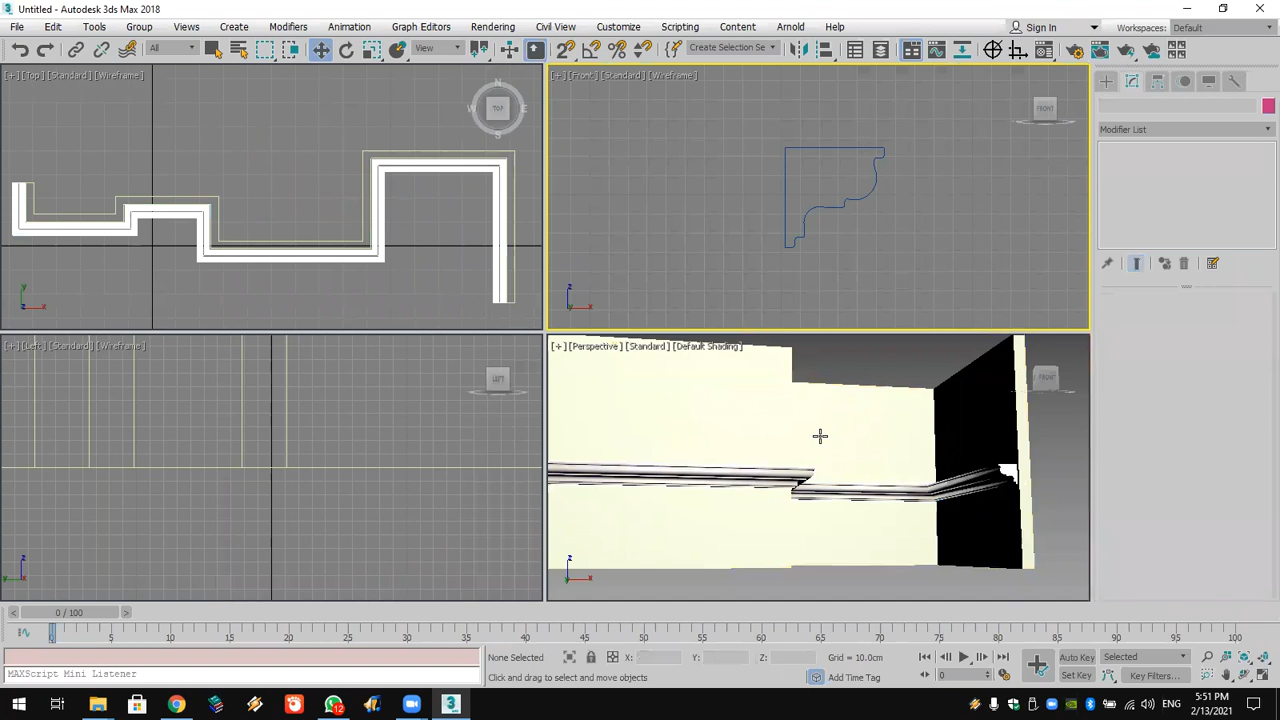 Untitled - Autodesk 3ds Max 2018
File Edit Tools Group Views Create Modifiers Animation Graph Editors Rendering Civil View Customize Scripting Content Arnold Help Sign In Workspaces: Default
All View Create Selection Se
[+] [Top] [Standard] [Wireframe] [+] [Front] [Standard] [Wireframe]
N
W TOP E
S
FRONT
Modifier List
y
z x
z
y x
[+] [Left] [Standard] [Wireframe] [+] [Perspective] [Standard] [Default Shading]
LEFT
FRONT
z
y x
z
y x
< 0 / 100 >
0 5 10 15 20 25 30 35 40 45 50 55 60 65 70 75 80 85 90 95 100
None Selected X: Y: Z: Grid = 10.0cm Auto Key Selected
MAXScript Mini Listener Click and drag to select and move objects Add Time Tag 0 Set Key Key Filters...
12
ENG 5:51 PM
2/13/2021